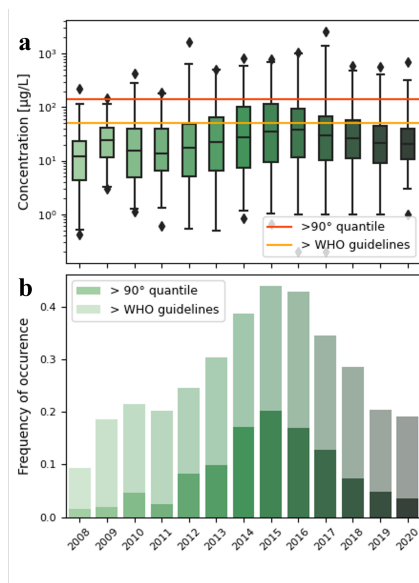 a
Concentration [µg/L]
10³
10²
10¹
10⁰
>90° quantile
> WHO guidelines
b
Frequency of occurence
0.4
0.3
0.2
0.1
0.0
> 90° quantile
> WHO guidelines
2008 2009 2010 2011 2012 2013 2014 2015 2016 2017 2018 2019 2020